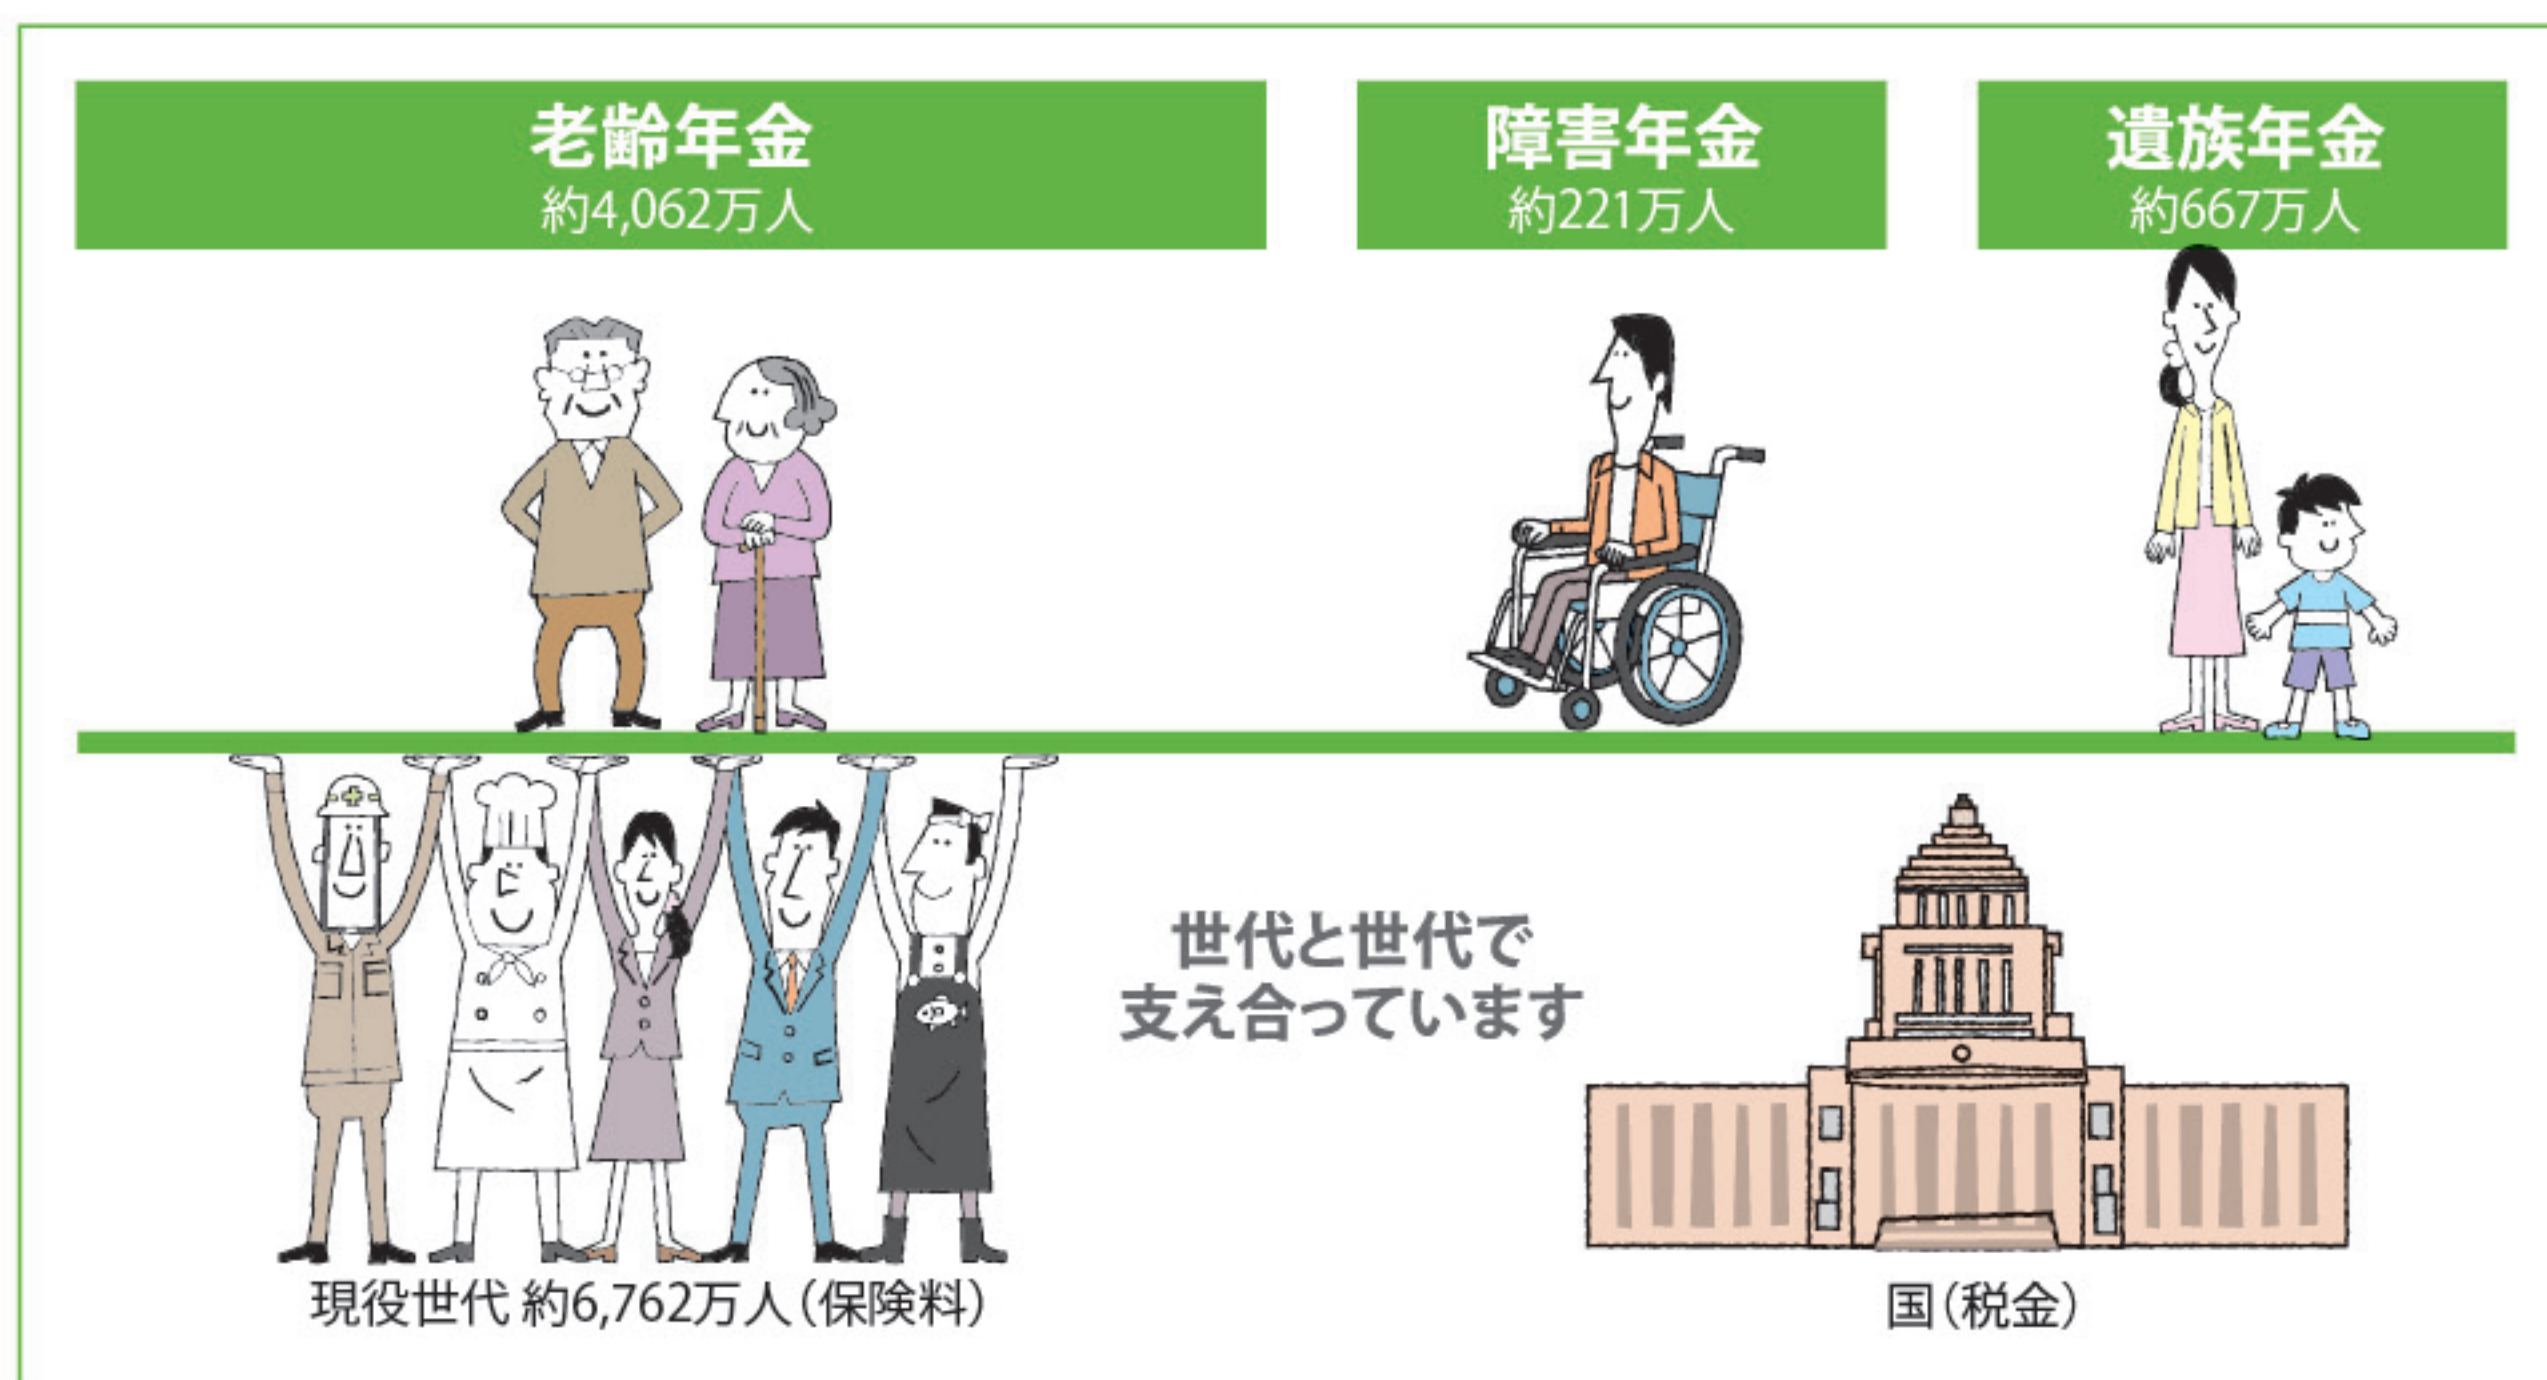 老齢年金
約4,062万人
障害年金
約221万人
遺族年金
約667万人
世代と世代で
支え合っています
現役世代 約6,762万人（保険料）
国（税金）